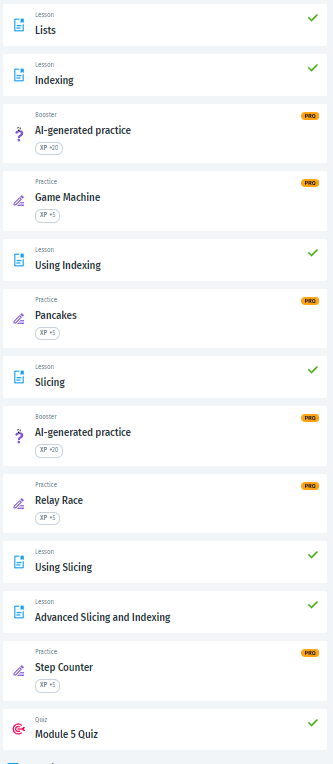 Lesson
Lists
Lesson
Indexing
Booster
PRO
AI-generated practice
XP +20
Practice
PRO
Game Machine
XP +5
Lesson
Using Indexing
Practice
PRO
Pancakes
XP +5
Lesson
Slicing
Booster
PRO
AI-generated practice
XP +20
Practice
PRO
Relay Race
XP +5
Lesson
Using Slicing
Lesson
Advanced Slicing and Indexing
Practice
PRO
Step Counter
XP +5
Quiz
Module 5 Quiz